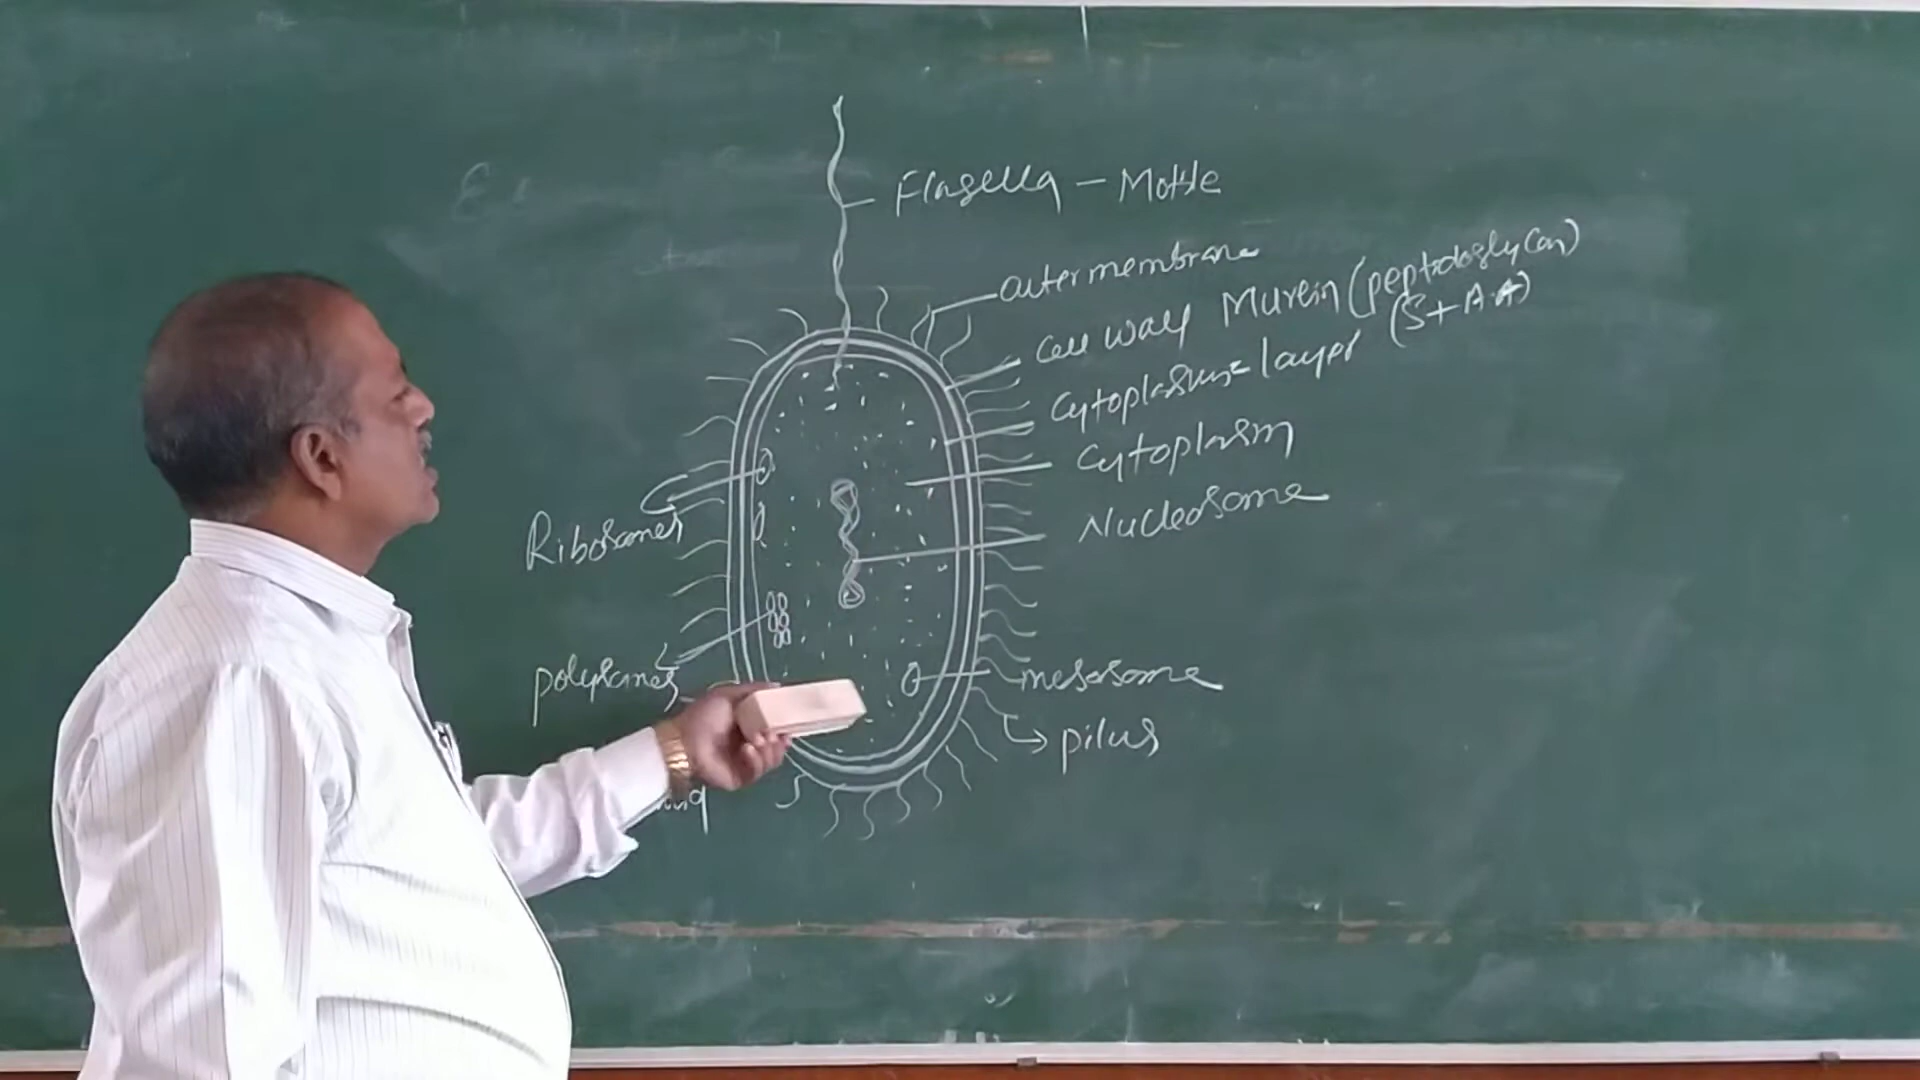 Flagella - Motile
outer membrane
Cell wall Murein (peptidoglycan)
(S+A.A)
Cytoplasmic layer
Cytoplasm
Nucleosome
Ribosomes
polysomes
mesosome
pilus